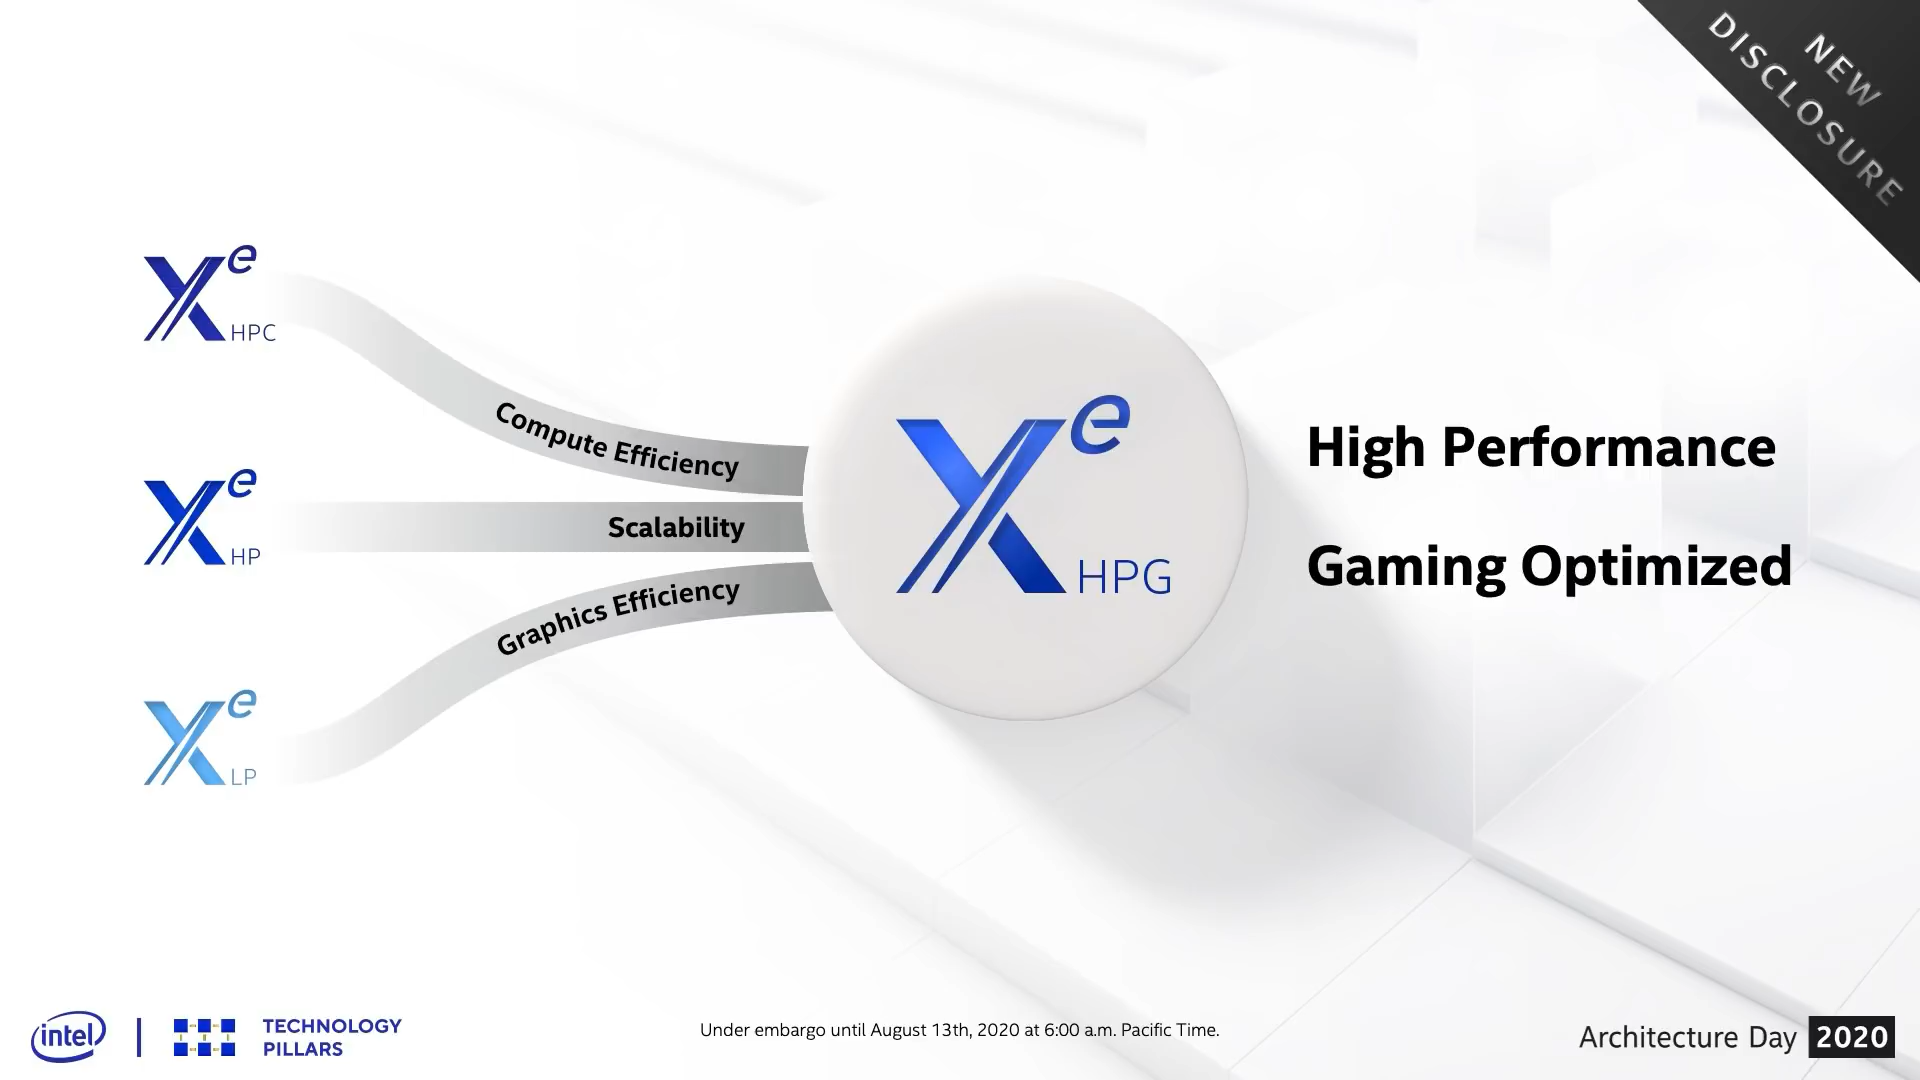 NEW
DISCLOSURE
Xe HPC
Compute Efficiency
Xe HP
Scalability
Xe LP
Graphics Efficiency
Xe HPG
High Performance
Gaming Optimized
intel
TECHNOLOGY
PILLARS
Under embargo until August 13th, 2020 at 6:00 a.m. Pacific Time.
Architecture Day 2020